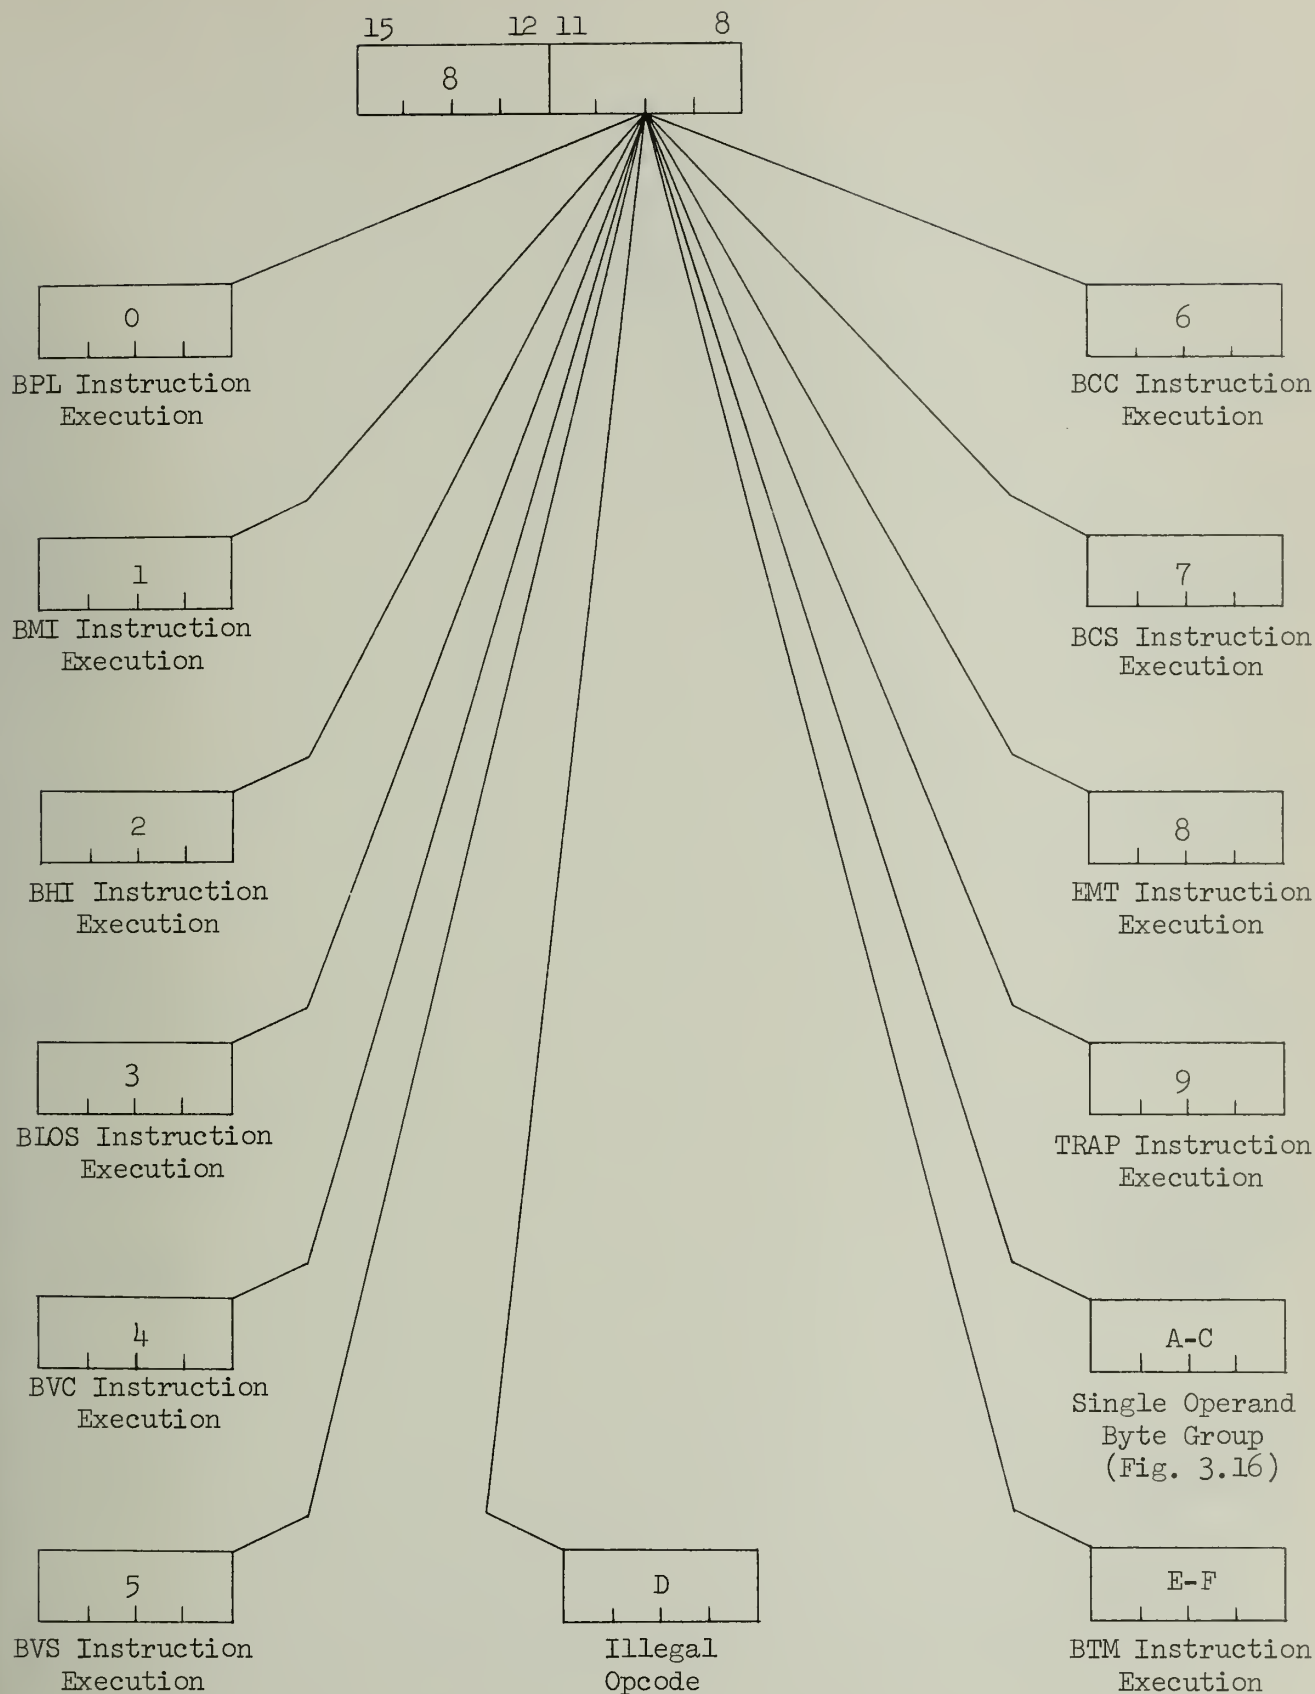 15 12 11 8
8
0
BPL Instruction
Execution
1
BMI Instruction
Execution
2
BHI Instruction
Execution
3
BLOS Instruction
Execution
4
BVC Instruction
Execution
5
BVS Instruction
Execution
D
Illegal
Opcode
6
BCC Instruction
Execution
7
BCS Instruction
Execution
8
EMT Instruction
Execution
9
TRAP Instruction
Execution
A-C
Single Operand
Byte Group
(Fig. 3.16)
E-F
BTM Instruction
Execution